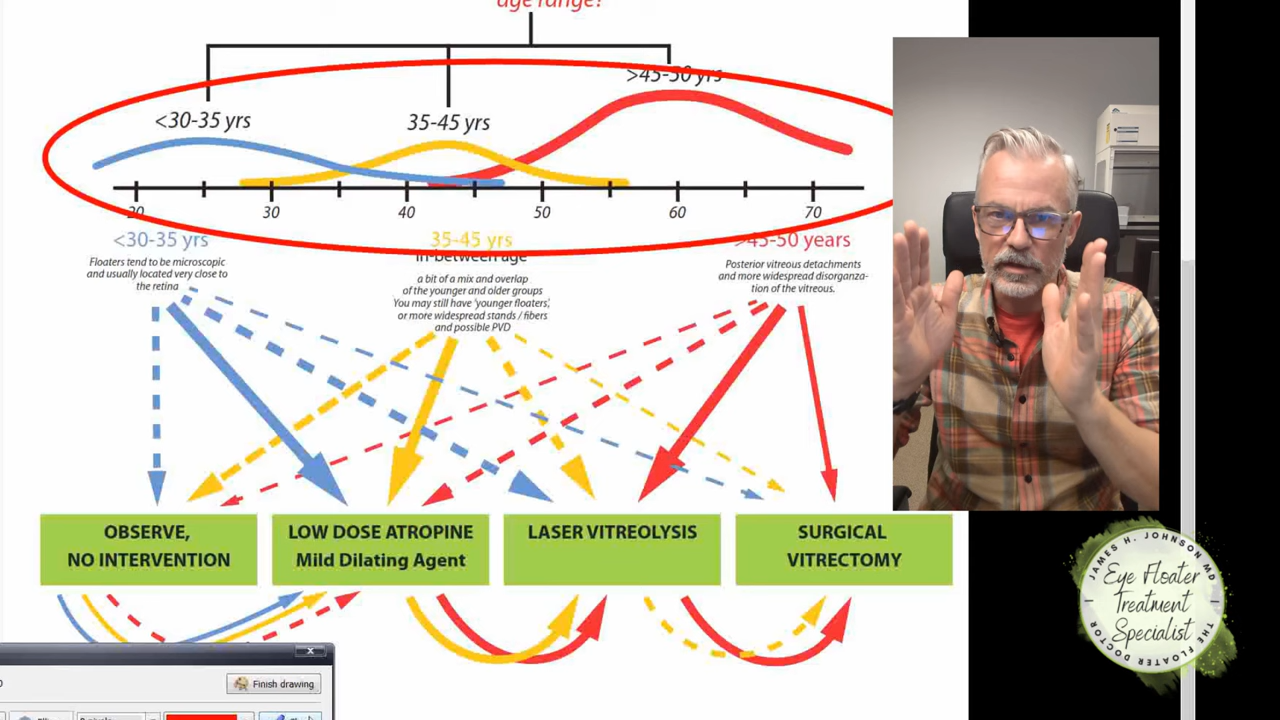 age range?
>45-50 yrs
<30-35 yrs
35-45 yrs
20 30 40 50 60 70
<30-35 yrs
Floaters tend to be microscopic
and usually located very close to
the retina
35-45 yrs
in-between age
a bit of a mix and overlap
of the younger and older groups
You may still have 'younger floaters',
or more widespread stands / fibers
and possible PVD
>45-50 years
Posterior vitreous detachments
and more widespread disorganza-
tion of the vitreous.
OBSERVE,
NO INTERVENTION
LOW DOSE ATROPINE
Mild Dilating Agent
LASER VITREOLYSIS
SURGICAL
VITRECTOMY
x
Finish drawing
JAMES H. JOHNSON MD
Eye Floater
Treatment
Specialist
THE FLOATER DOCTOR